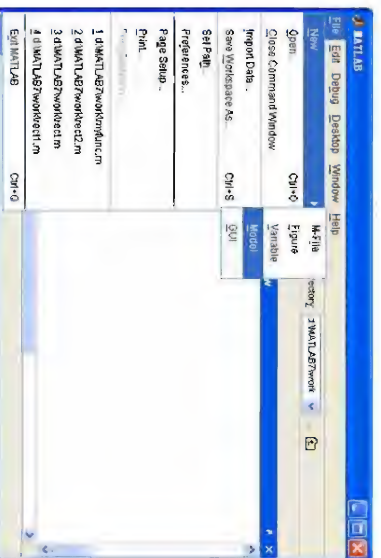 MATLAB
File Edit Debug Desktop Window Help
New
Open... Ctrl+O
Close Command Window
Import Data...
Save Workspace As... Ctrl+S
Set Path...
Preferences...
Page Setup...
Print...
1 d:\MATLAB7\work\myfunc.m
2 d:\MATLAB7\work\rect2.m
3 d:\MATLAB7\work\rect.m
4 d:\MATLAB7\work\rect1.m
Exit MATLAB Ctrl+Q
M-File
Figure
Variable
Model
GUI
ectory: d:\MATLAB7\work